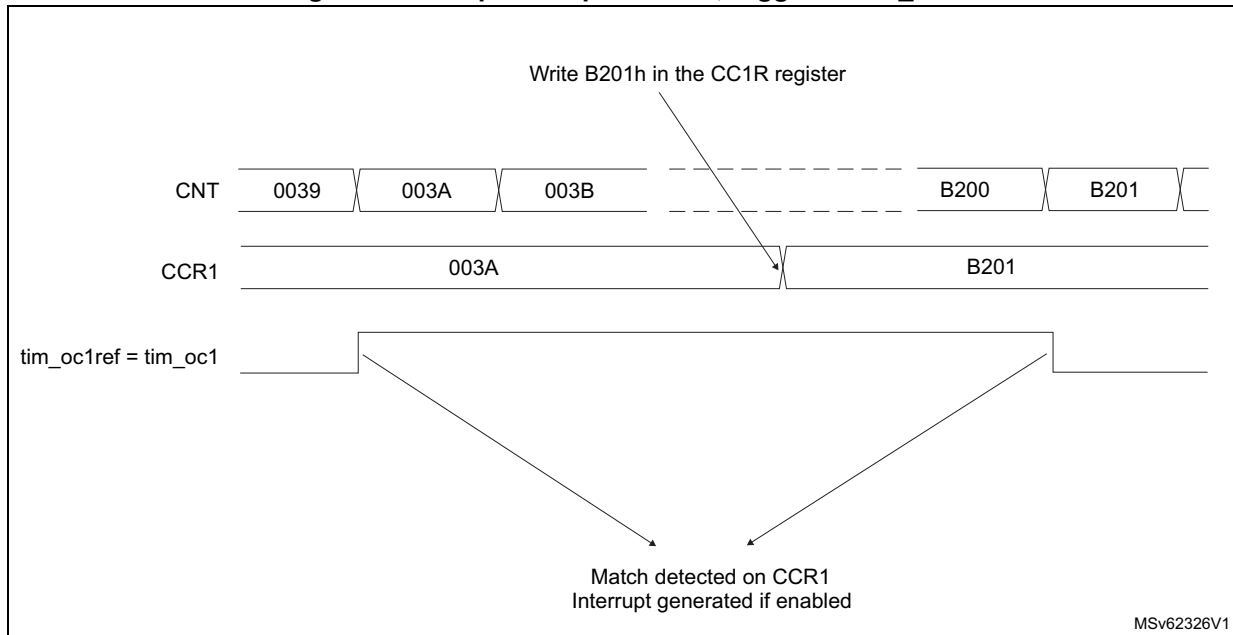 Write B201h in the CC1R register
CNT 0039 003A 003B B200 B201
CCR1 003A B201
tim_oc1ref = tim_oc1
Match detected on CCR1
Interrupt generated if enabled
MSv62326V1